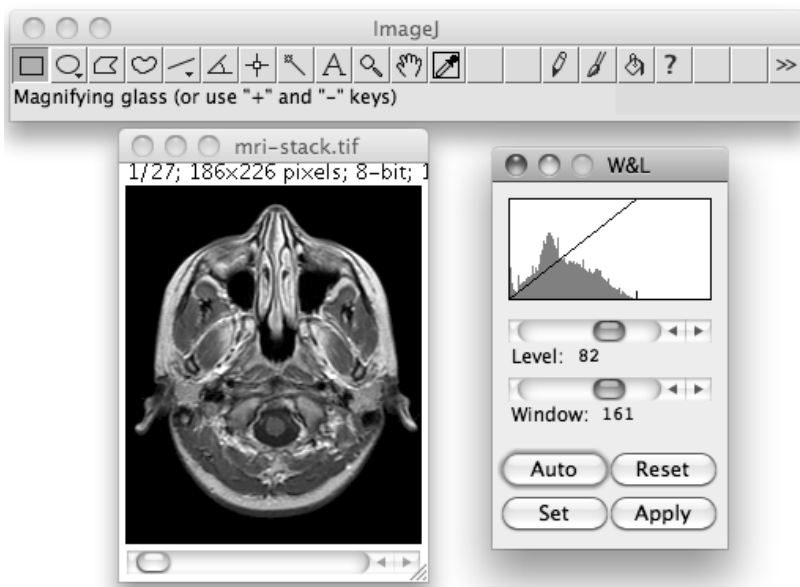 ImageJ
A ?
>>
Magnifying glass (or use "+" and "-" keys)
mri-stack.tif
1/27; 186x226 pixels; 8-bit; 1
W&L
Level: 82
Window: 161
Auto Reset
Set Apply